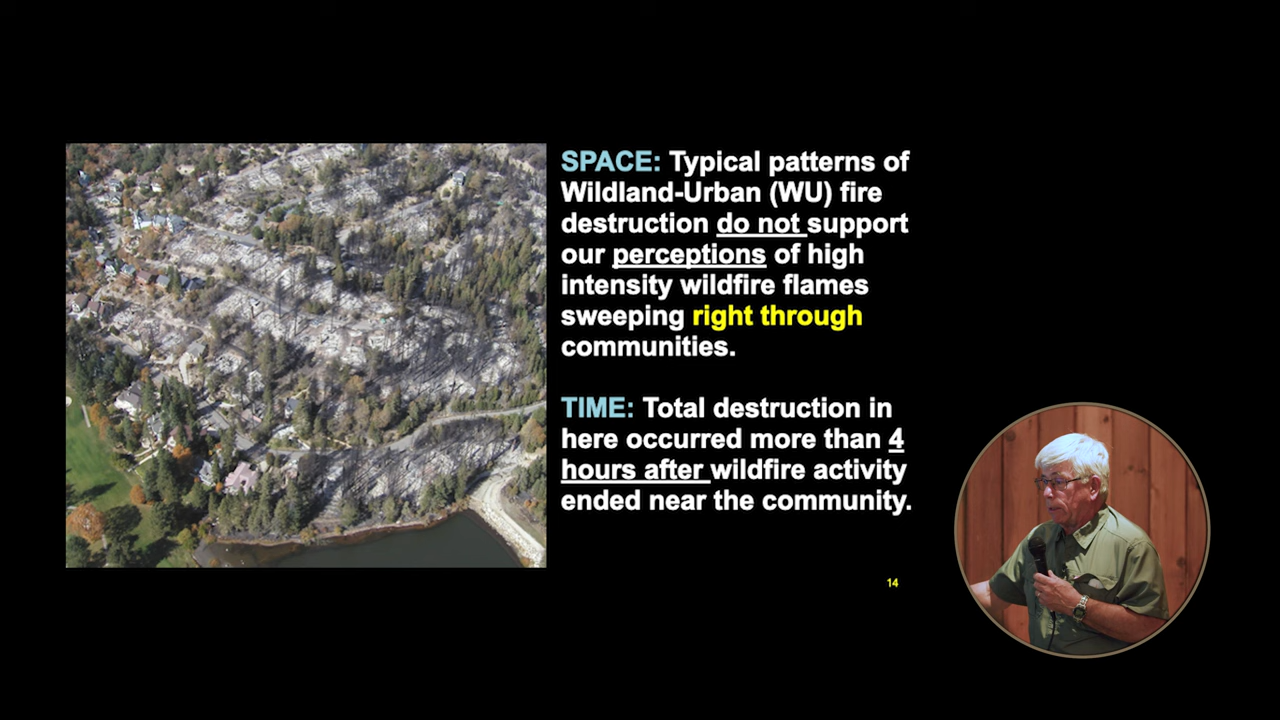 SPACE: Typical patterns of
Wildland-Urban (WU) fire
destruction do not support
our perceptions of high
intensity wildfire flames
sweeping right through
communities.
TIME: Total destruction in
here occurred more than 4
hours after wildfire activity
ended near the community.
14